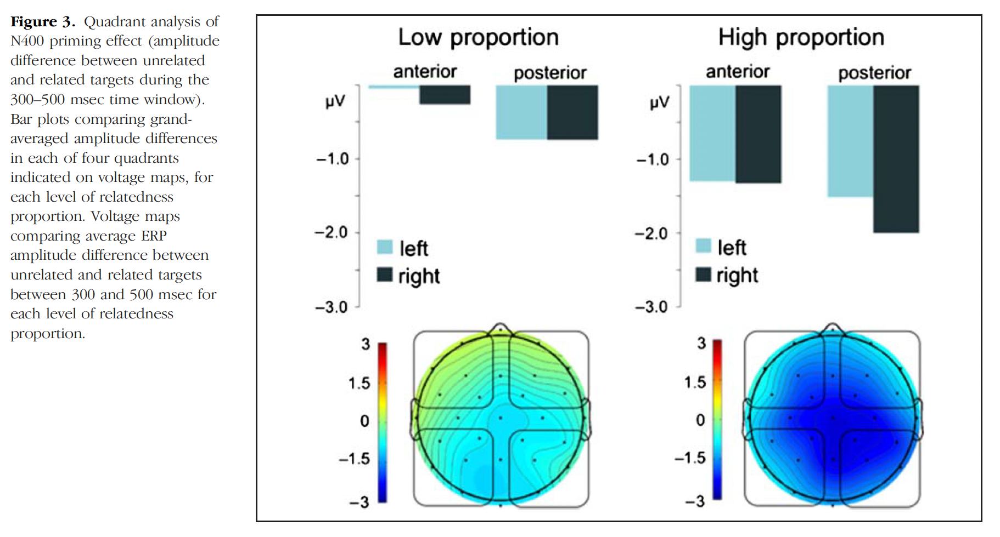 Figure 3. Quadrant analysis of
N400 priming effect (amplitude
difference between unrelated
and related targets during the
300–500 msec time window).
Bar plots comparing grand-
averaged amplitude differences
in each of four quadrants
indicated on voltage maps, for
each level of relatedness
proportion. Voltage maps
comparing average ERP
amplitude difference between
unrelated and related targets
between 300 and 500 msec for
each level of relatedness
proportion.
Low proportion
anterior
posterior
μV
−1.0
−2.0
−3.0
left
right
3
1.5
0
−1.5
−3
High proportion
anterior
posterior
μV
−1.0
−2.0
−3.0
left
right
3
1.5
0
−1.5
−3